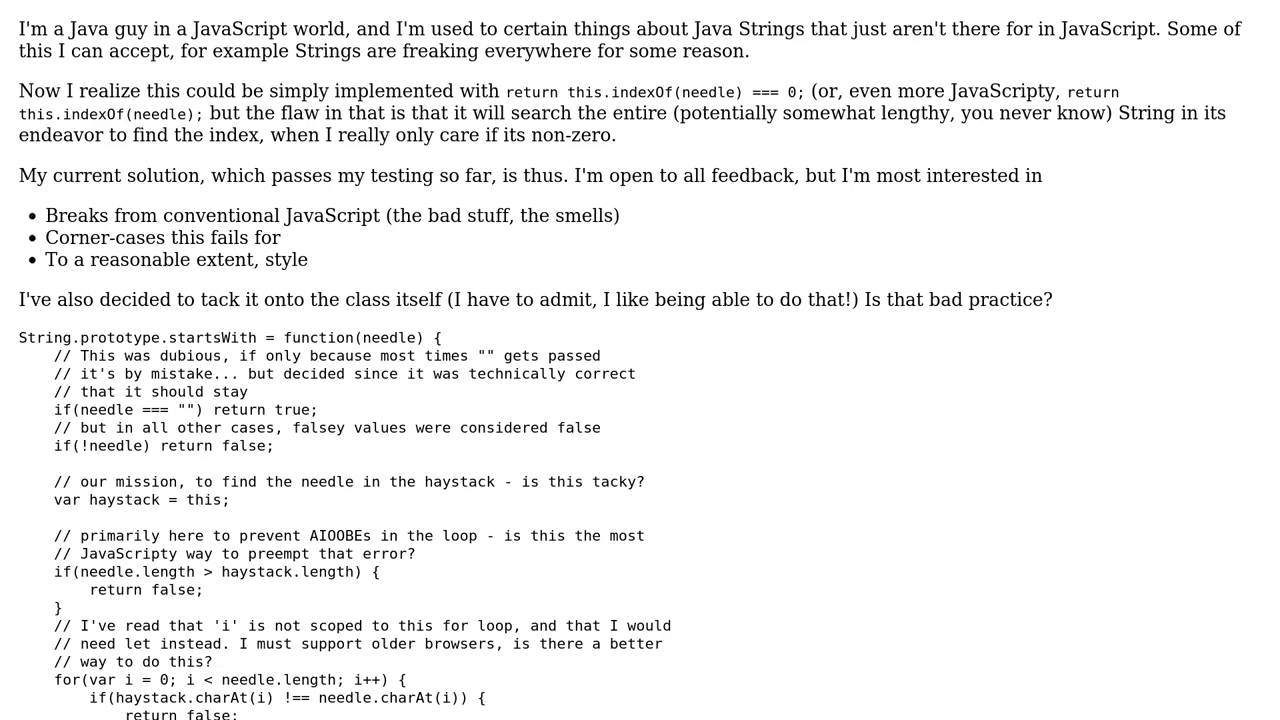 I'm a Java guy in a JavaScript world, and I'm used to certain things about Java Strings that just aren't there for in JavaScript. Some of
this I can accept, for example Strings are freaking everywhere for some reason.
Now I realize this could be simply implemented with return this.indexOf(needle) === 0; (or, even more JavaScripty, return
this.indexOf(needle); but the flaw in that is that it will search the entire (potentially somewhat lengthy, you never know) String in its
endeavor to find the index, when I really only care if its non-zero.
My current solution, which passes my testing so far, is thus. I'm open to all feedback, but I'm most interested in
• Breaks from conventional JavaScript (the bad stuff, the smells)
• Corner-cases this fails for
• To a reasonable extent, style
I've also decided to tack it onto the class itself (I have to admit, I like being able to do that!) Is that bad practice?
String.prototype.startsWith = function(needle) {
    // This was dubious, if only because most times "" gets passed
    // it's by mistake... but decided since it was technically correct
    // that it should stay
    if(needle === "") return true;
    // but in all other cases, falsey values were considered false
    if(!needle) return false;
    // our mission, to find the needle in the haystack - is this tacky?
    var haystack = this;
    // primarily here to prevent AIOOBEs in the loop - is this the most
    // JavaScripty way to preempt that error?
    if(needle.length > haystack.length) {
        return false;
    }
    // I've read that 'i' is not scoped to this for loop, and that I would
    // need let instead. I must support older browsers, is there a better
    // way to do this?
    for(var i = 0; i < needle.length; i++) {
        if(haystack.charAt(i) !== needle.charAt(i)) {
            return false;